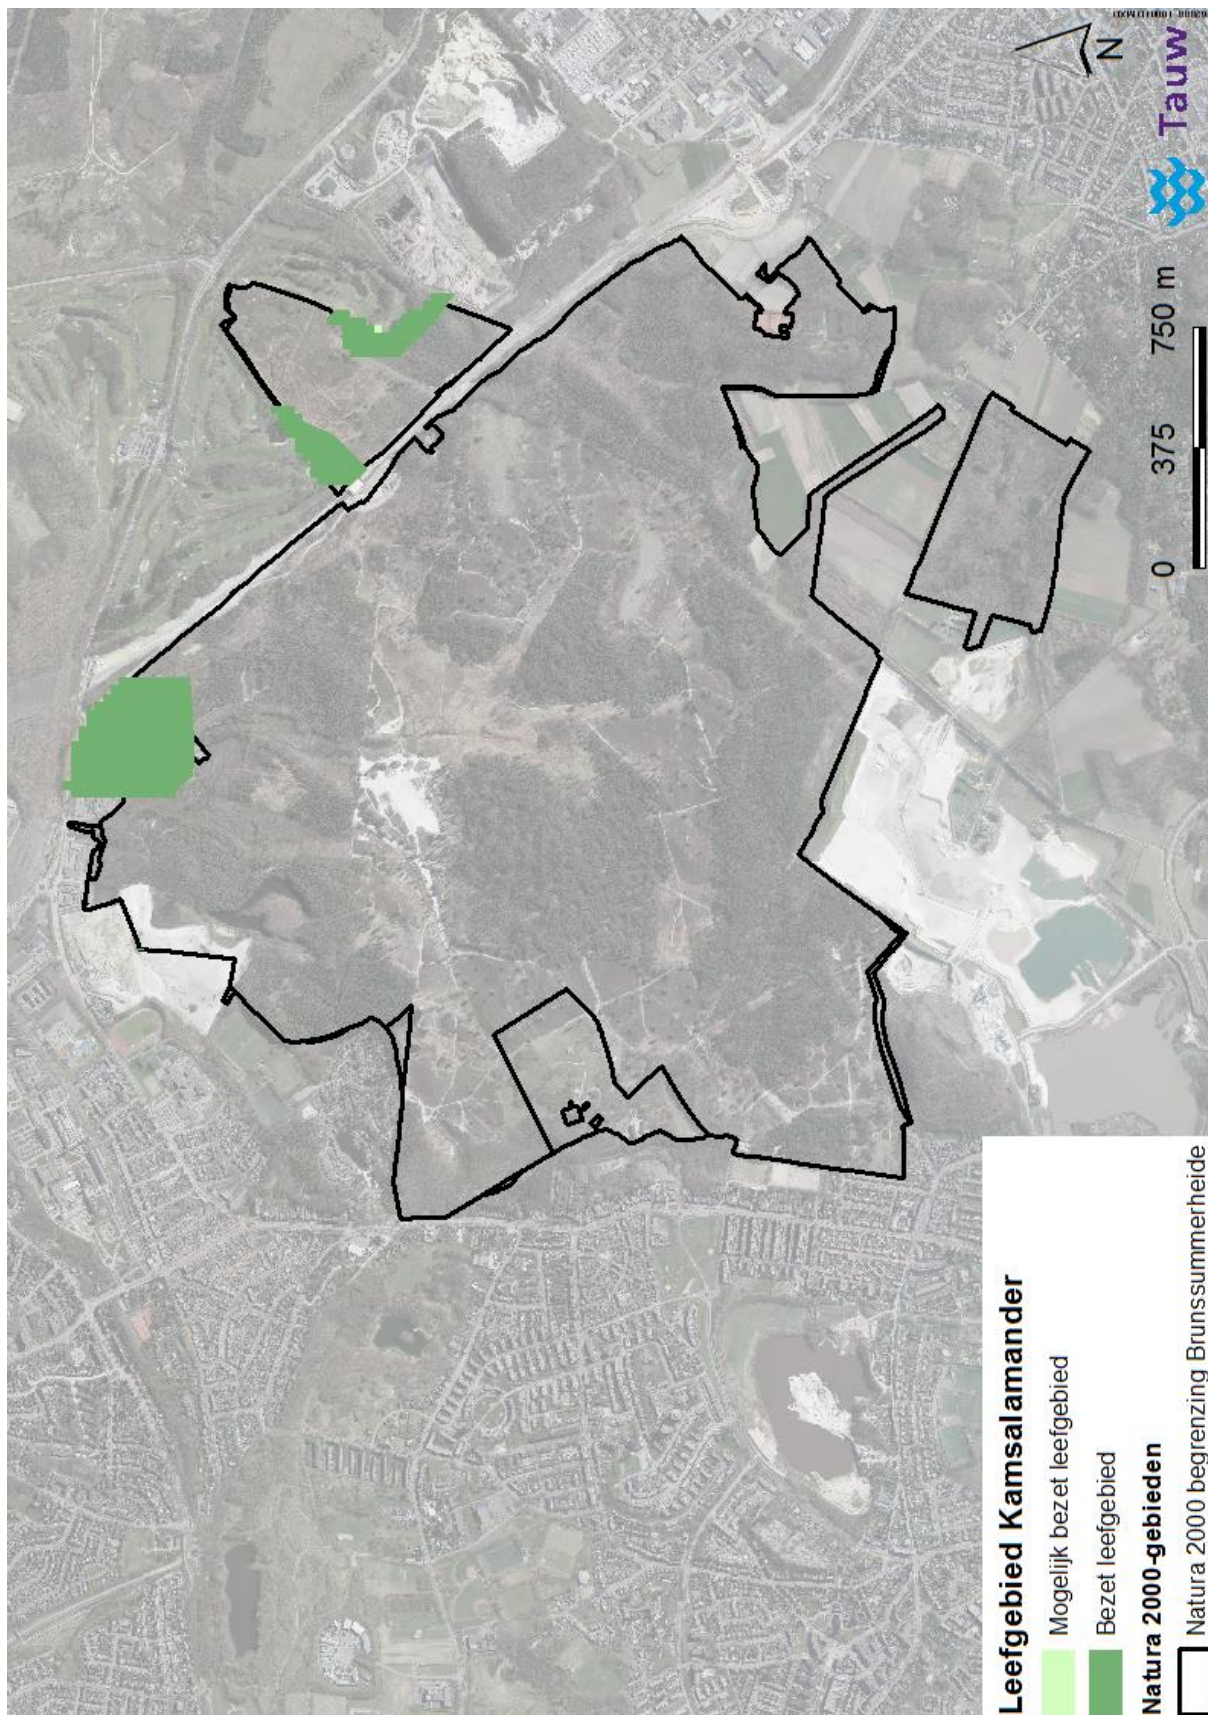 Leefgebied Kamsalamander
Mogelijk bezet leefgebied
Bezet leefgebied
Natura 2000-gebieden
Natura 2000 begrenzing Brunssummerheide
0 375 750 m
Tauw
N